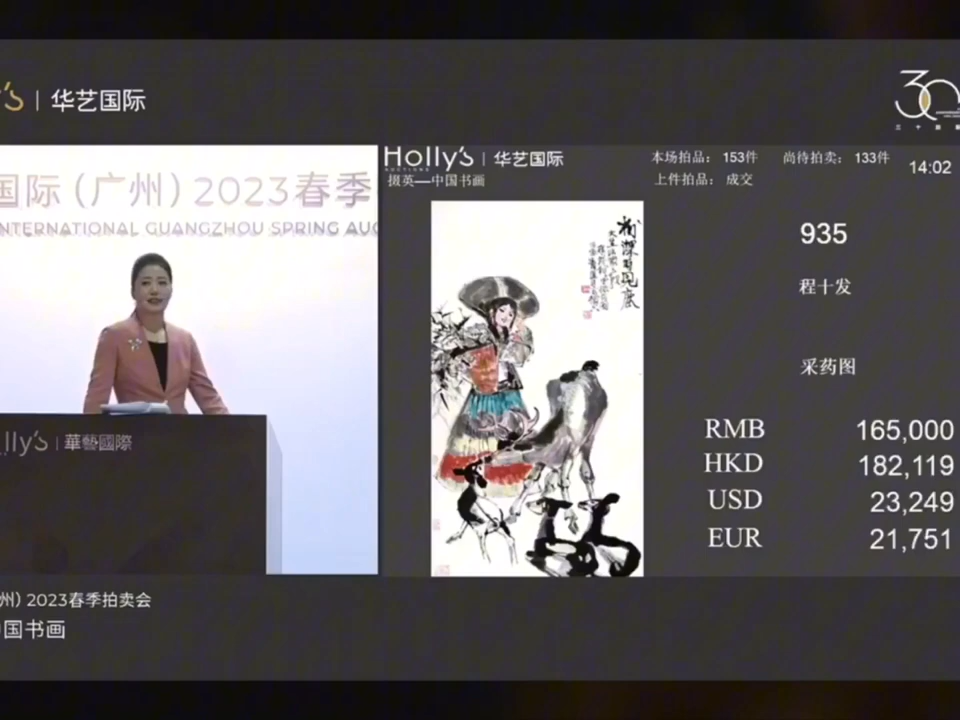 's | 华艺国际
30
国际（广州）2023春季
INTERNATIONAL GUANGZHOU SPRING AUC
lly's | 華藝國際
州）2023春季拍卖会
中国书画
Holly's | 华艺国际
AUCTIONS
撷英—中国书画
本场拍品： 153件 尚待拍卖： 133件
上件拍品： 成交
14:02
935
程十发
采药图
RMB 165,000
HKD 182,119
USD 23,249
EUR 21,751